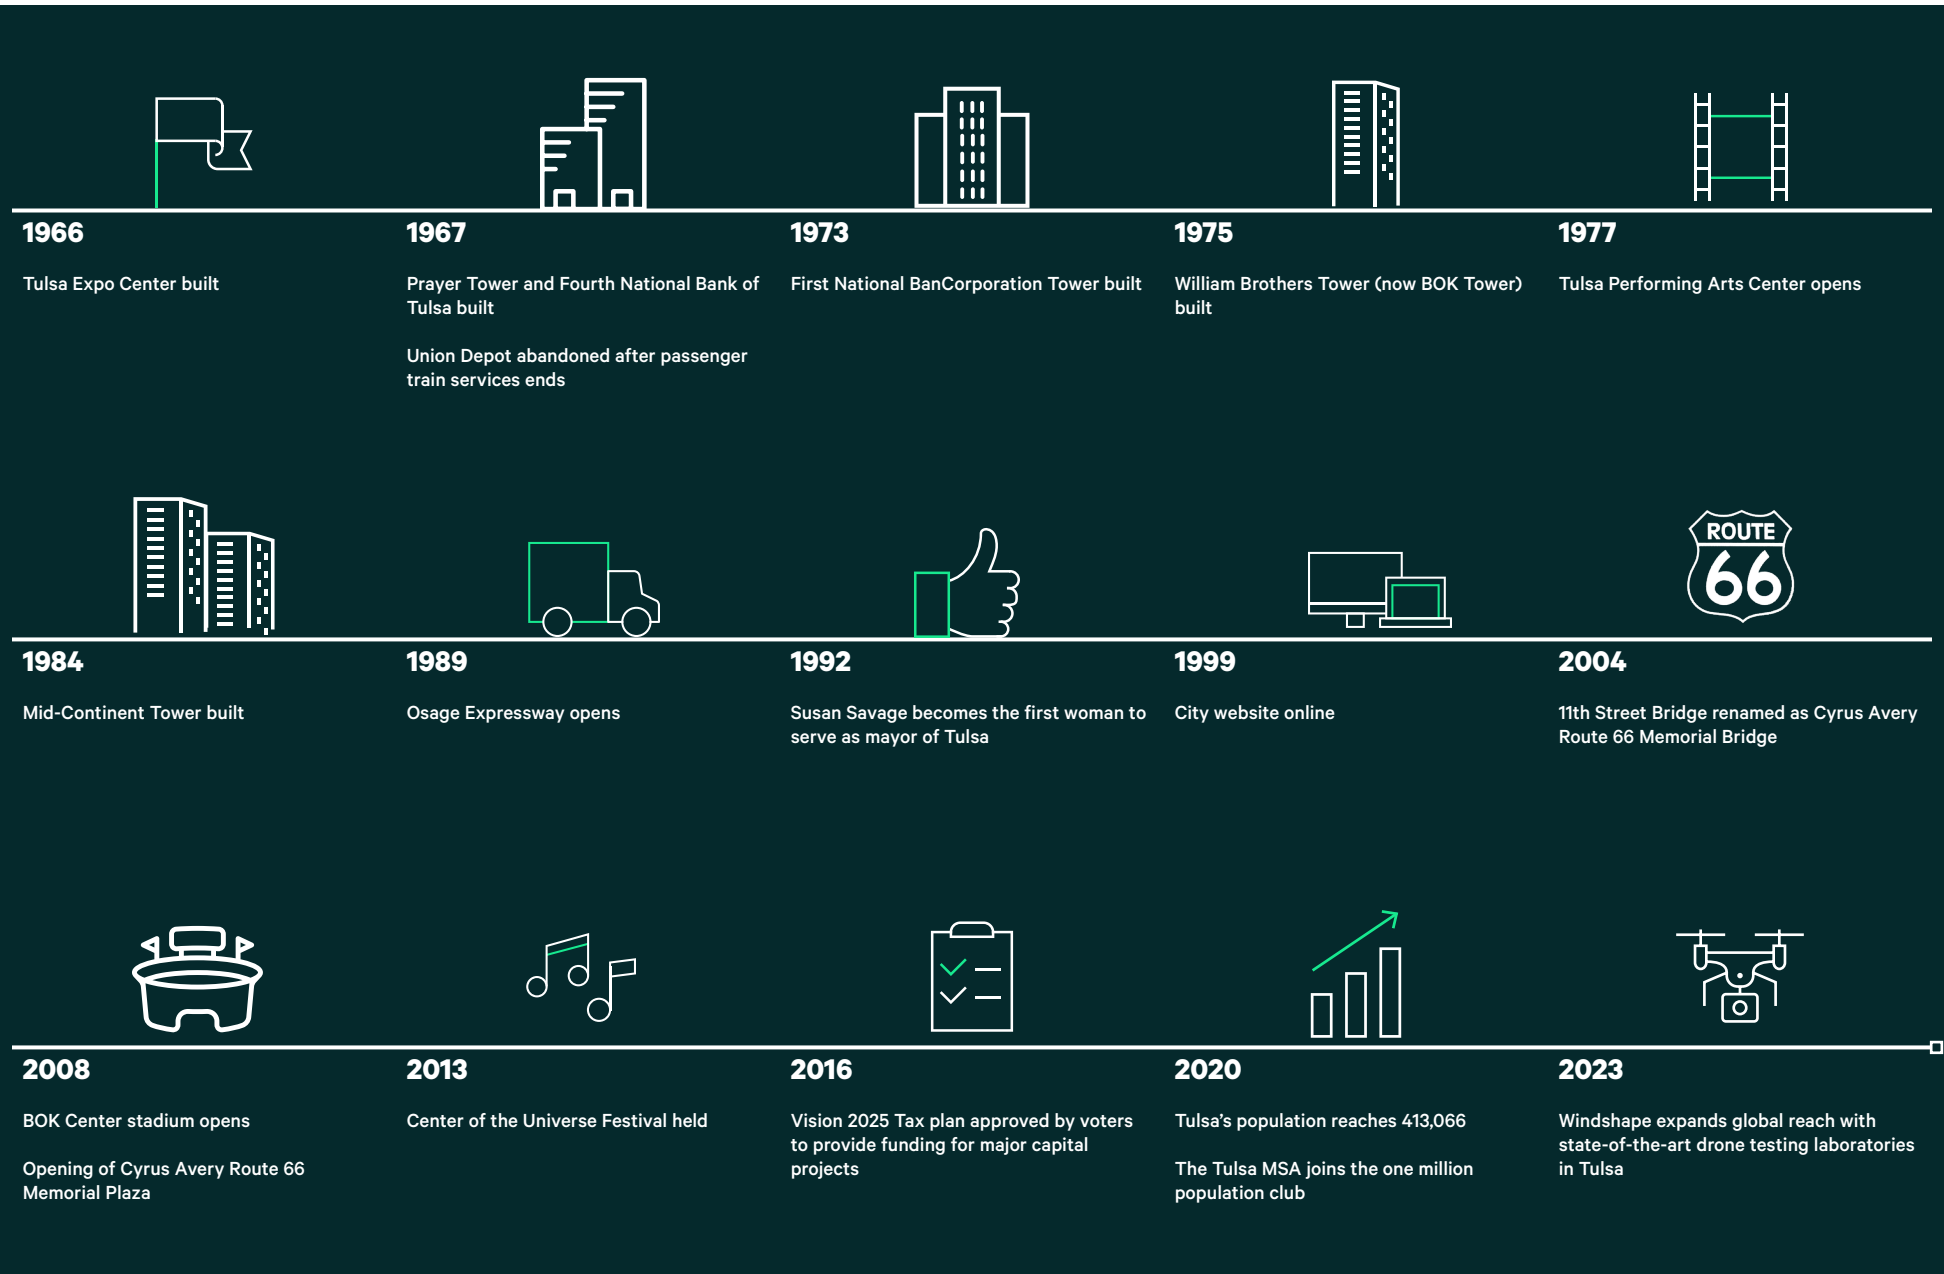 1966
Tulsa Expo Center built
1967
Prayer Tower and Fourth National Bank of
Tulsa built
Union Depot abandoned after passenger
train services ends
1973
First National BanCorporation Tower built
1975
William Brothers Tower (now BOK Tower)
built
1977
Tulsa Performing Arts Center opens
1984
Mid-Continent Tower built
1989
Osage Expressway opens
1992
Susan Savage becomes the first woman to
serve as mayor of Tulsa
1999
City website online
ROUTE
66
2004
11th Street Bridge renamed as Cyrus Avery
Route 66 Memorial Bridge
2008
BOK Center stadium opens
Opening of Cyrus Avery Route 66
Memorial Plaza
2013
Center of the Universe Festival held
2016
Vision 2025 Tax plan approved by voters
to provide funding for major capital
projects
2020
Tulsa’s population reaches 413,066
The Tulsa MSA joins the one million
population club
2023
Windshape expands global reach with
state-of-the-art drone testing laboratories
in Tulsa